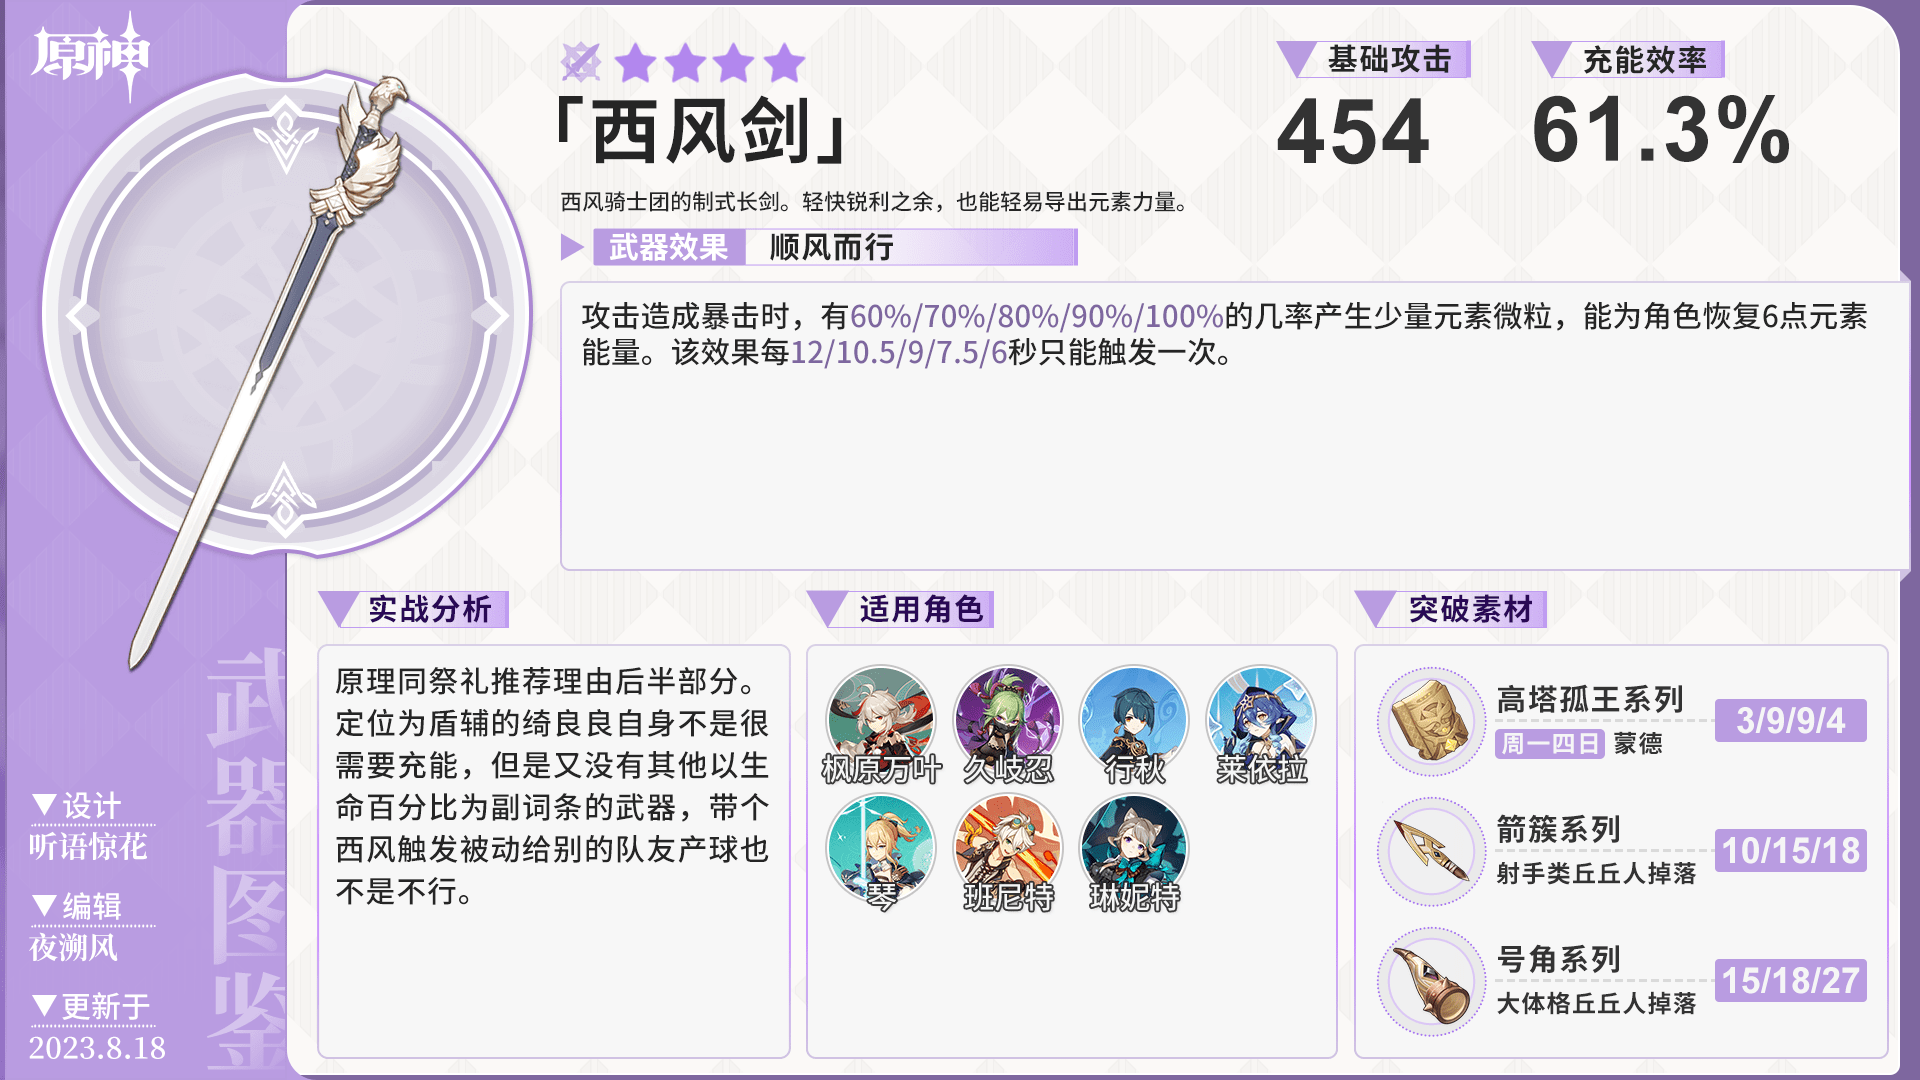 原神
「西风剑」
西风骑士团的制式长剑。轻快锐利之余，也能轻易导出元素力量。
基础攻击
454
充能效率
61.3%
武器效果 顺风而行
攻击造成暴击时，有60%/70%/80%/90%/100%的几率产生少量元素微粒，能为角色恢复6点元素
能量。该效果每12/10.5/9/7.5/6秒只能触发一次。
实战分析
原理同祭礼推荐理由后半部分。
定位为盾辅的绮良良自身不是很
需要充能，但是又没有其他以生
命百分比为副词条的武器，带个
西风触发被动给别的队友产球也
不是不行。
适用角色
枫原万叶 久岐忍 行秋 莱依拉
琴 班尼特 琳妮特
突破素材
高塔孤王系列
周一四日 蒙德
3/9/9/4
箭簇系列
射手类丘丘人掉落
10/15/18
号角系列
大体格丘丘人掉落
15/18/27
武器图鉴
▼设计
听语惊花
▼编辑
夜溯风
▼更新于
2023.8.18